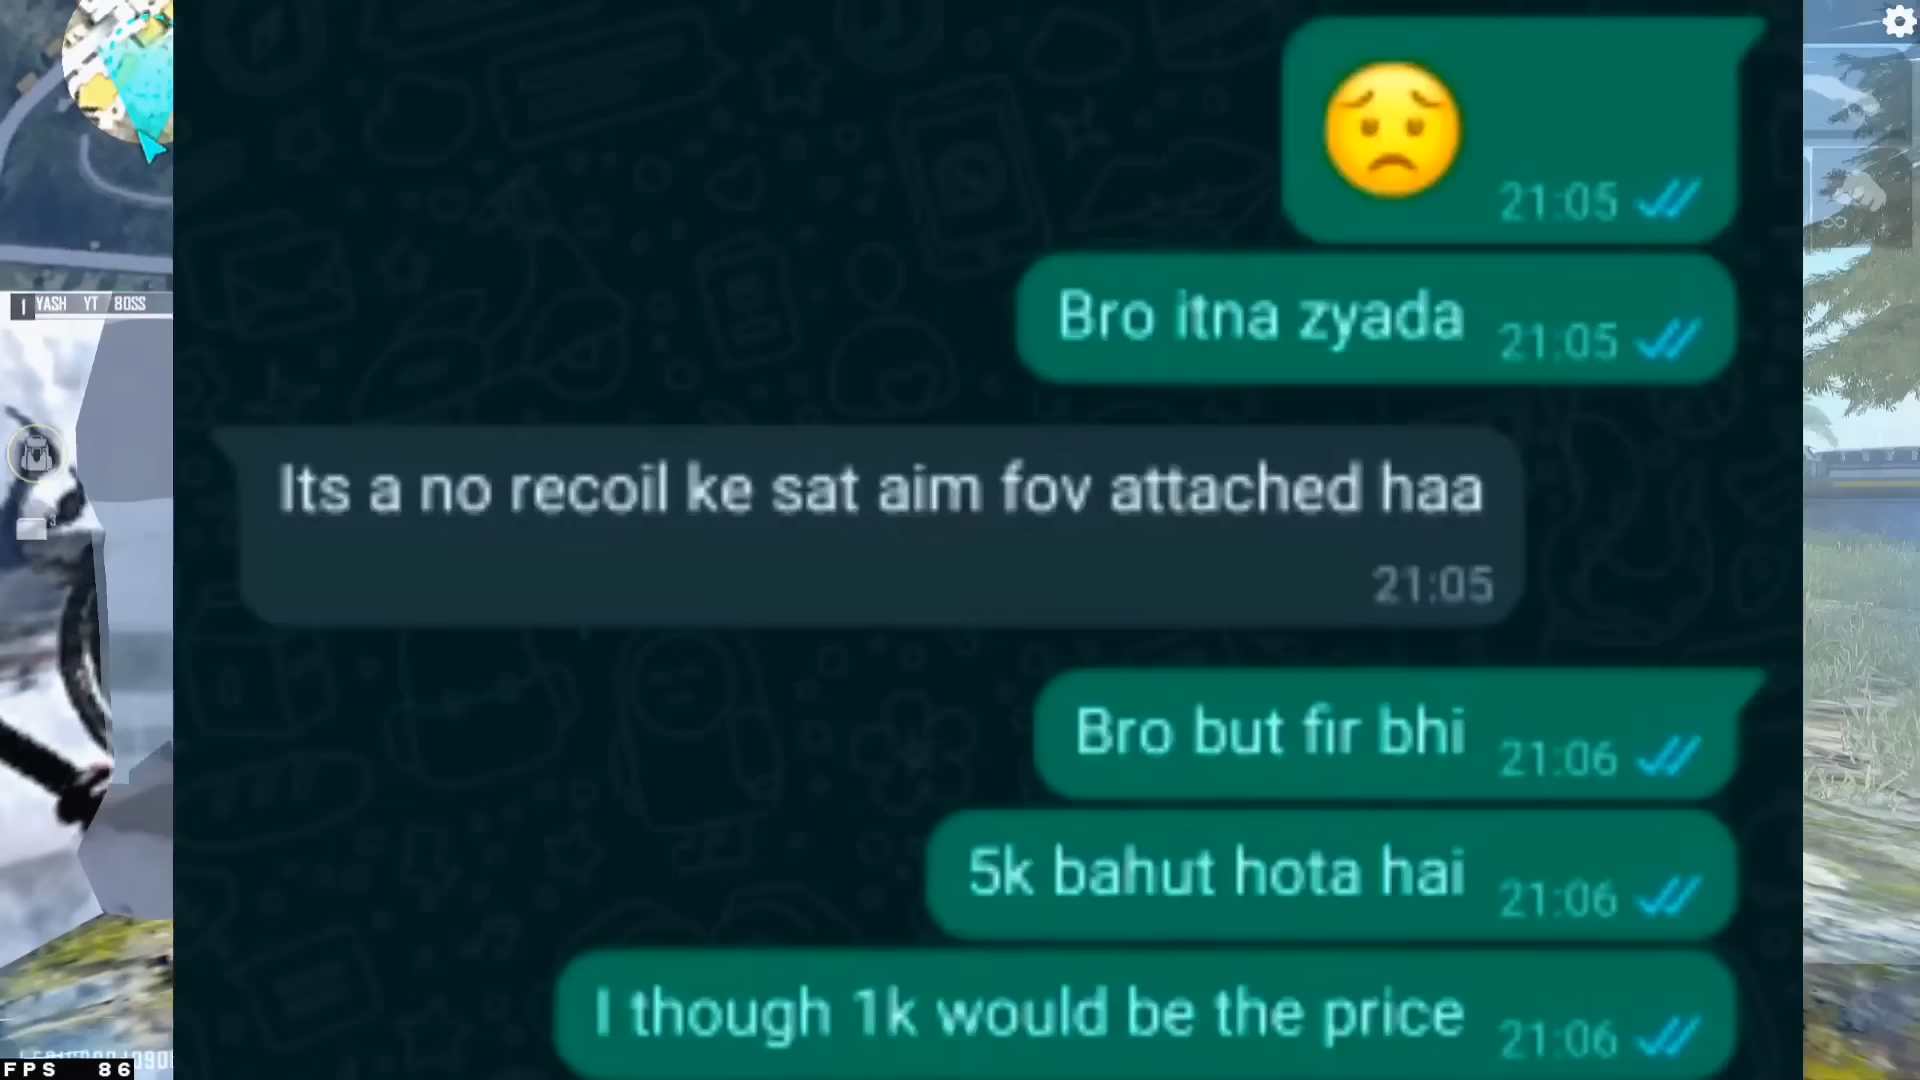 21:05
Bro itna zyada
21:05
Its a no recoil ke sat aim fov attached haa
21:05
Bro but fir bhi
21:06
5k bahut hota hai
21:06
I though 1k would be the price
21:06
1 YASH YT BOSS
3
FPS 86